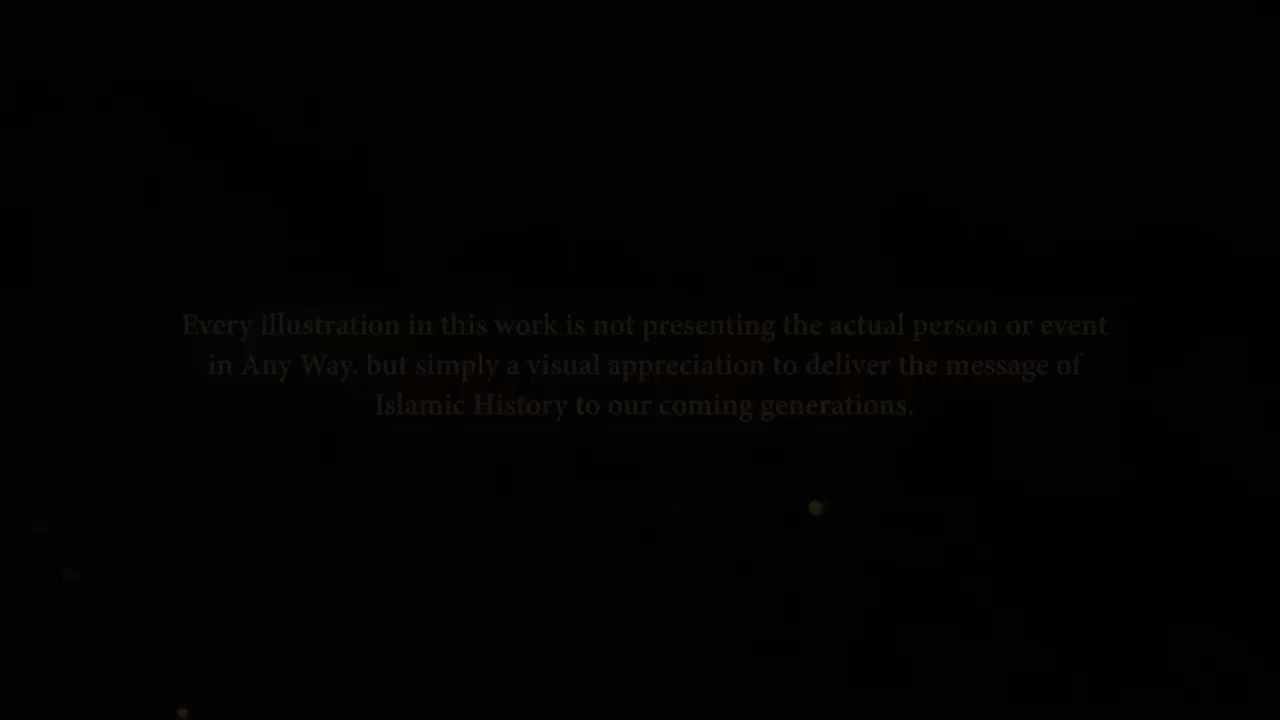 Every illustration in this work is not presenting the actual person or event
in Any Way. but simply a visual appreciation to deliver the message of
Islamic History to our coming generations.